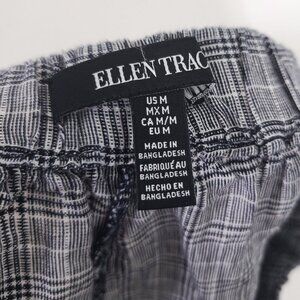 ELLEN TRAC
US M
MX M
CA M/M
EU M
MADE IN
BANGLADESH
FABRIQUÉ AU
BANGLADESH
HECHO EN
BANGLADESH